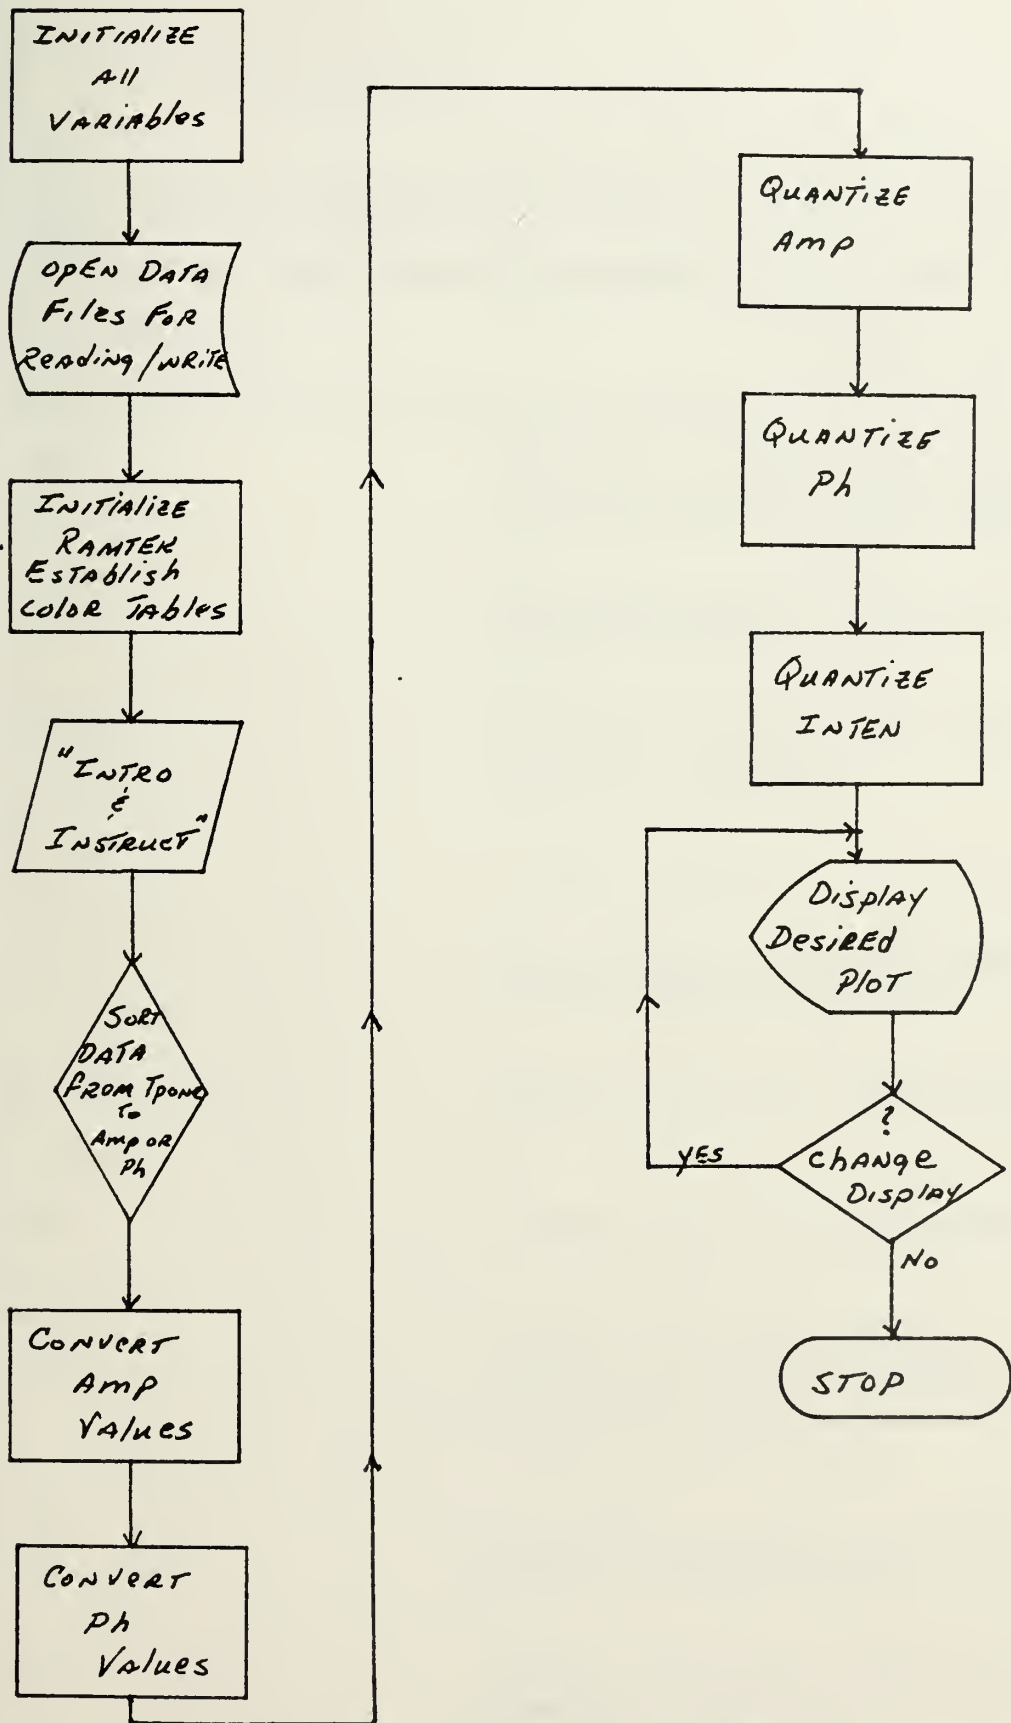 INITIALIZE
All
VARIABles
OPEN DATA
FIles FOR
Reading/WRITE
INITIALIZE
RAMTEK
ESTABlish
COLOR TABles
"INTRO
&
INSTRUCT"
SORT
DATA
FROM TPONE
To
AMP OR
Ph
CONVERT
AMP
VAlues
CONVERT
Ph
VAlues
QUANTIZE
AMP
QUANTIZE
Ph
QUANTIZE
INTEN
Display
DesIRED
PlOT
?
ChANge
DISplAY
YES
NO
STOP